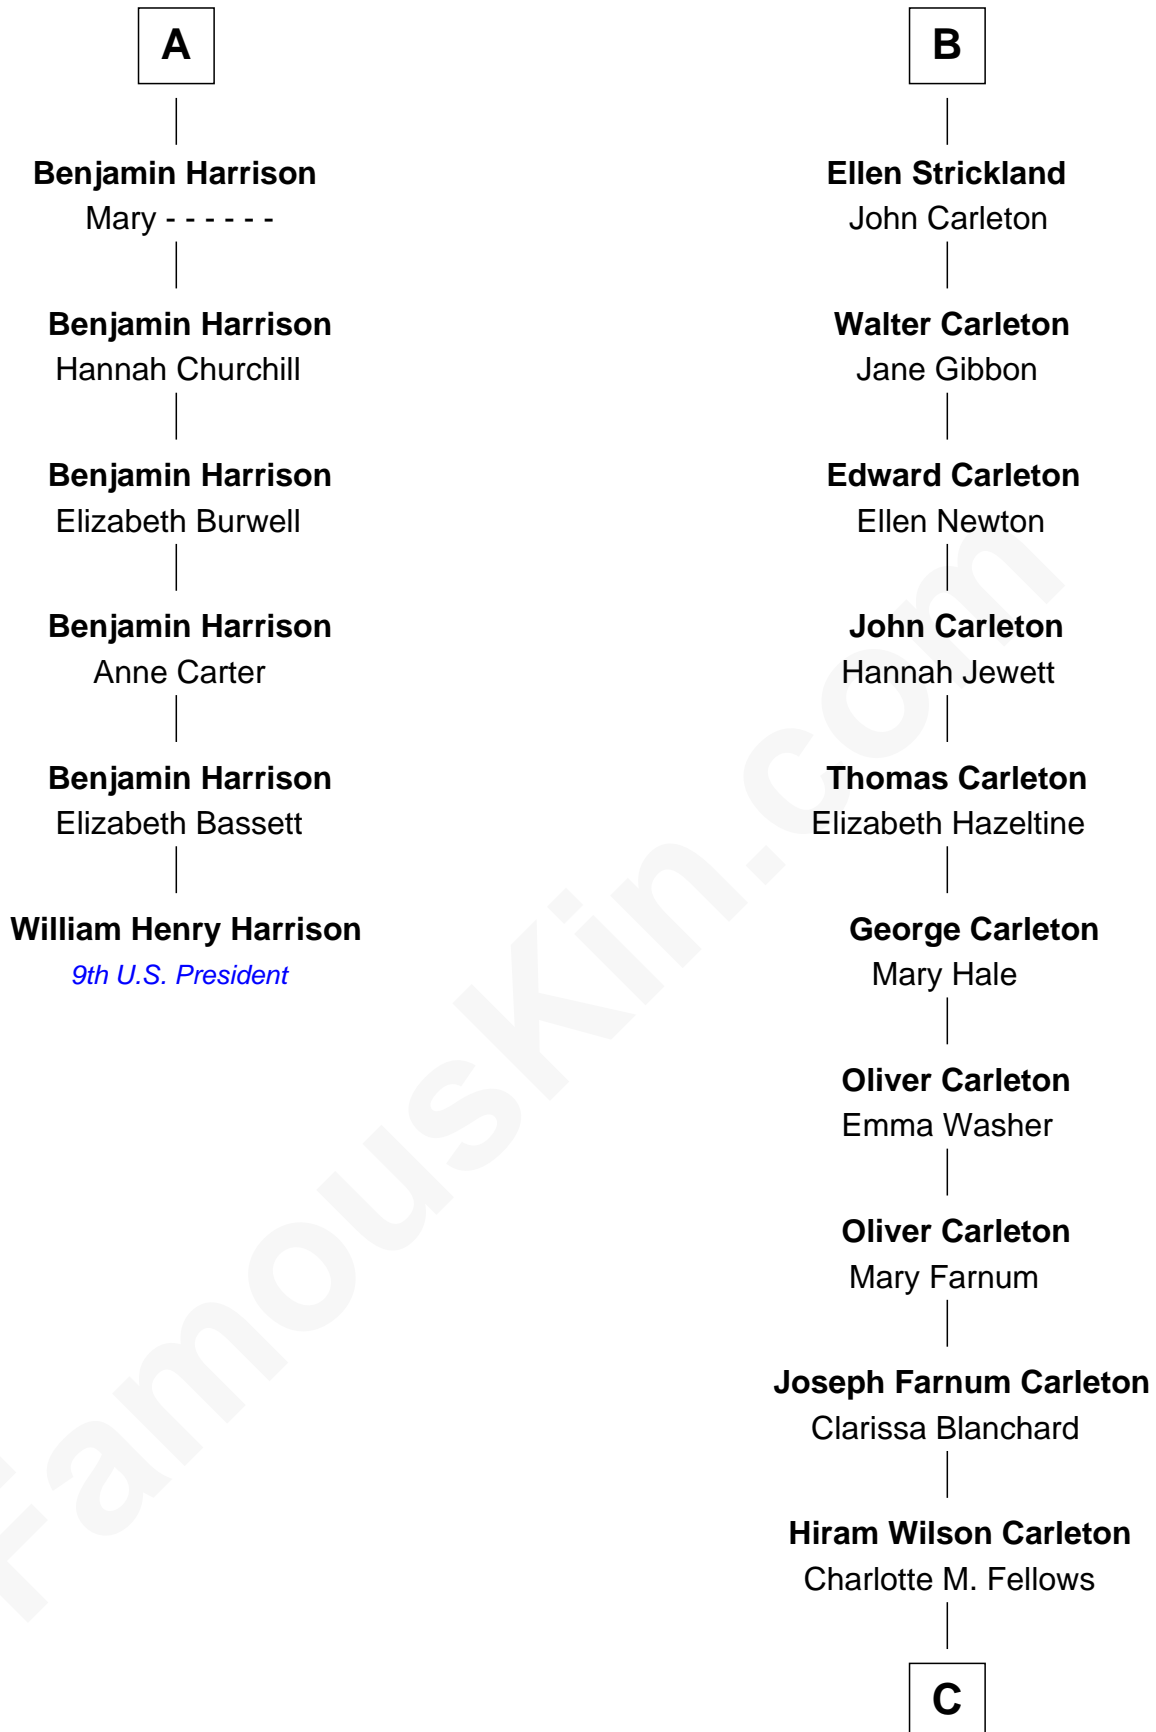 A
Benjamin Harrison
Mary - - - - - -
Benjamin Harrison
Hannah Churchill
Benjamin Harrison
Elizabeth Burwell
Benjamin Harrison
Anne Carter
Benjamin Harrison
Elizabeth Bassett
William Henry Harrison
9th U.S. President
B
Ellen Strickland
John Carleton
Walter Carleton
Jane Gibbon
Edward Carleton
Ellen Newton
John Carleton
Hannah Jewett
Thomas Carleton
Elizabeth Hazeltine
George Carleton
Mary Hale
Oliver Carleton
Emma Washer
Oliver Carleton
Mary Farnum
Joseph Farnum Carleton
Clarissa Blanchard
Hiram Wilson Carleton
Charlotte M. Fellows
C
FamousKin.com